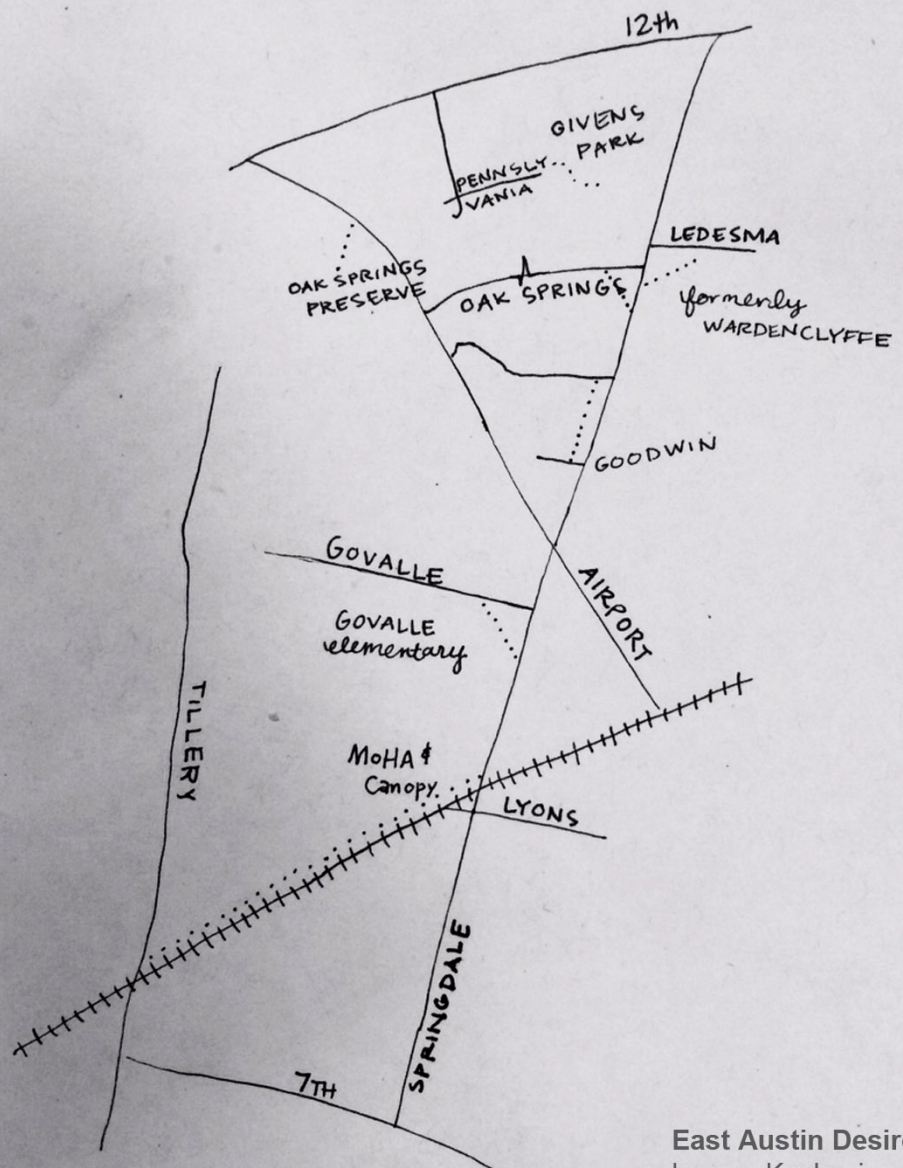 12th
GIVENS
PARK
PENNSLY
VANIA
LEDESMA
OAK SPRINGS
PRESERVE
OAK SPRINGS
formerly
WARDENCLYFFE
GOODWIN
GOVALLE
AIRPORT
GOVALLE
elementary
TILLERY
MoHA &
Canopy
LYONS
SPRINGDALE
7TH
East Austin Desire